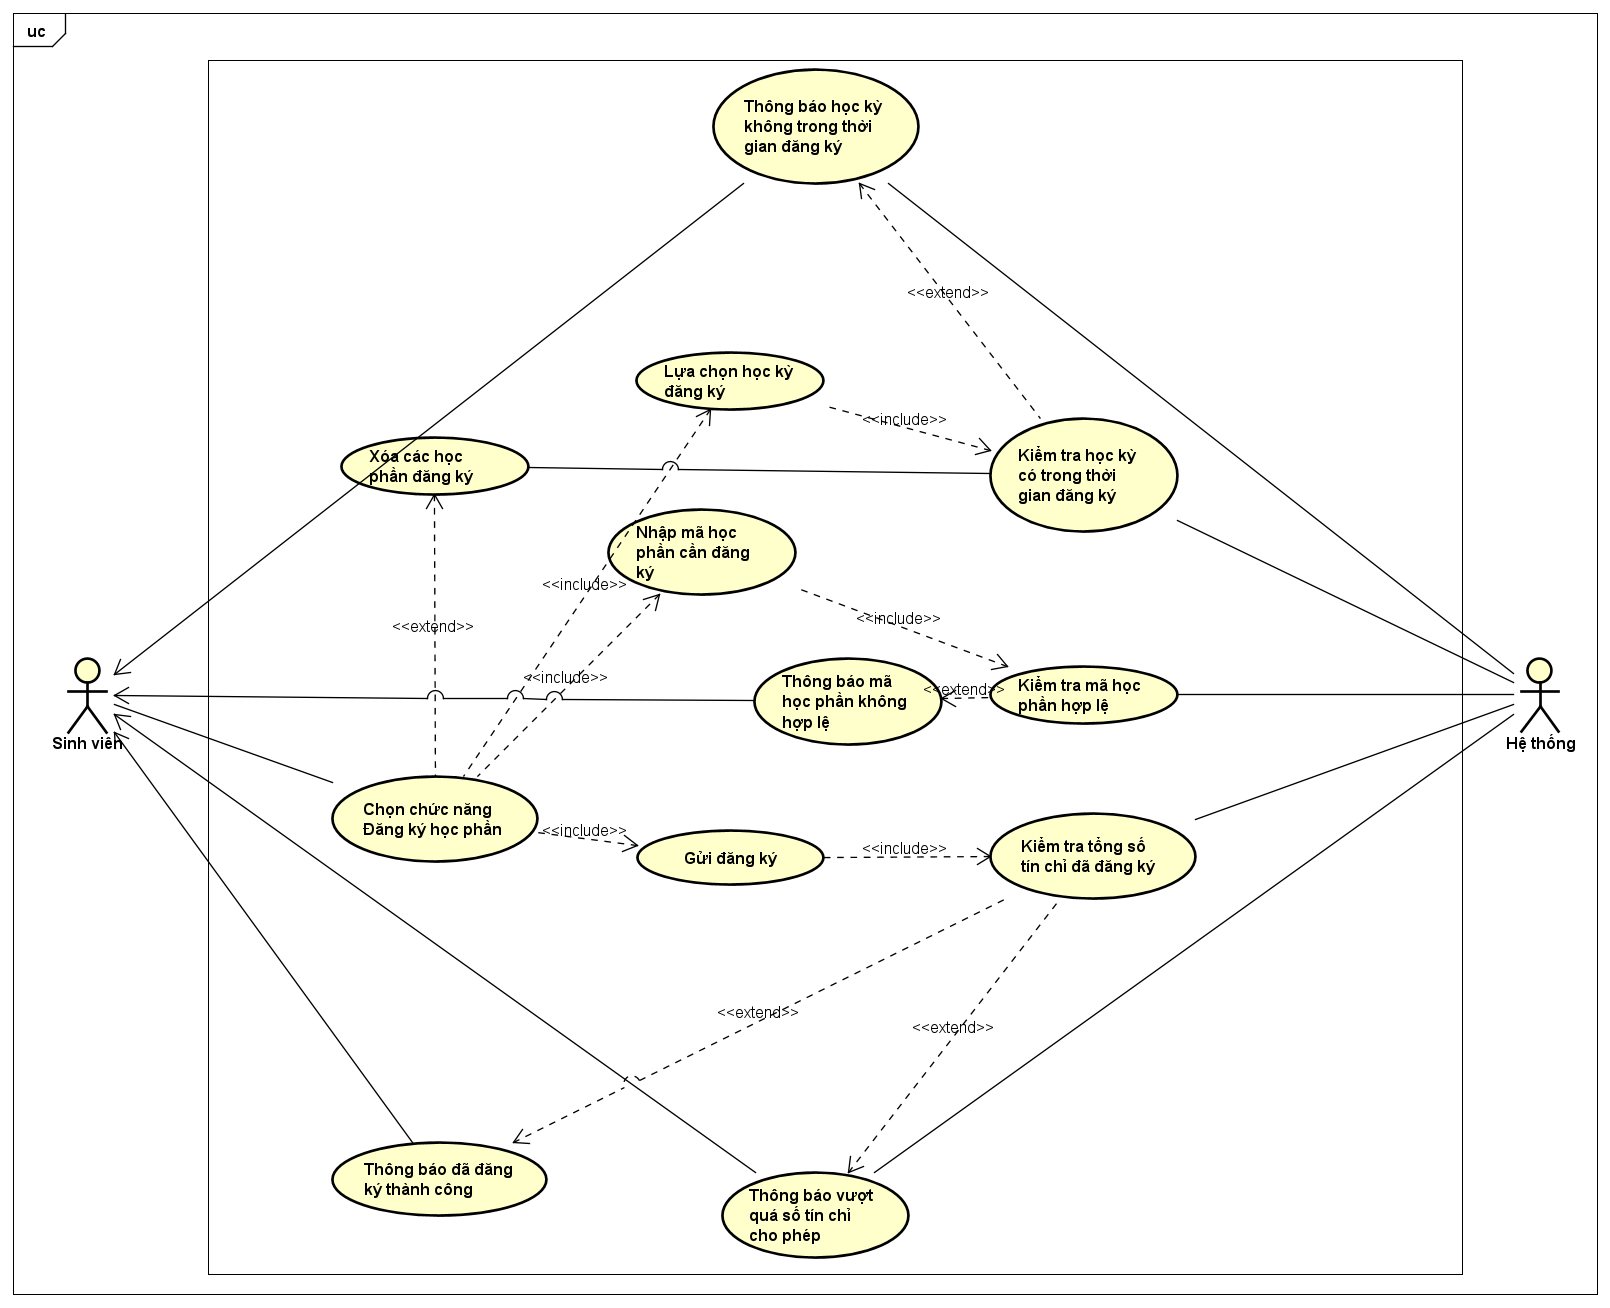 uc
Thông báo học kỳ
không trong thời
gian đăng ký
<<extend>>
Lựa chọn học kỳ
đăng ký
<<include>>
Xóa các học
phần đăng ký
Kiểm tra học kỳ
có trong thời
gian đăng ký
Nhập mã học
phần cần đăng
ký
<<include>>
<<extend>>
<<include>>
<<include>>
Thông báo mã
học phần không
hợp lệ
<<extend>>
Kiểm tra mã học
phần hợp lệ
Sinh viên
Hệ thống
Chọn chức năng
Đăng ký học phần
<<include>>
Gửi đăng ký
<<include>>
Kiểm tra tổng số
tín chỉ đã đăng ký
<<extend>>
<<extend>>
Thông báo đã đăng
ký thành công
Thông báo vượt
quá số tín chỉ
cho phép